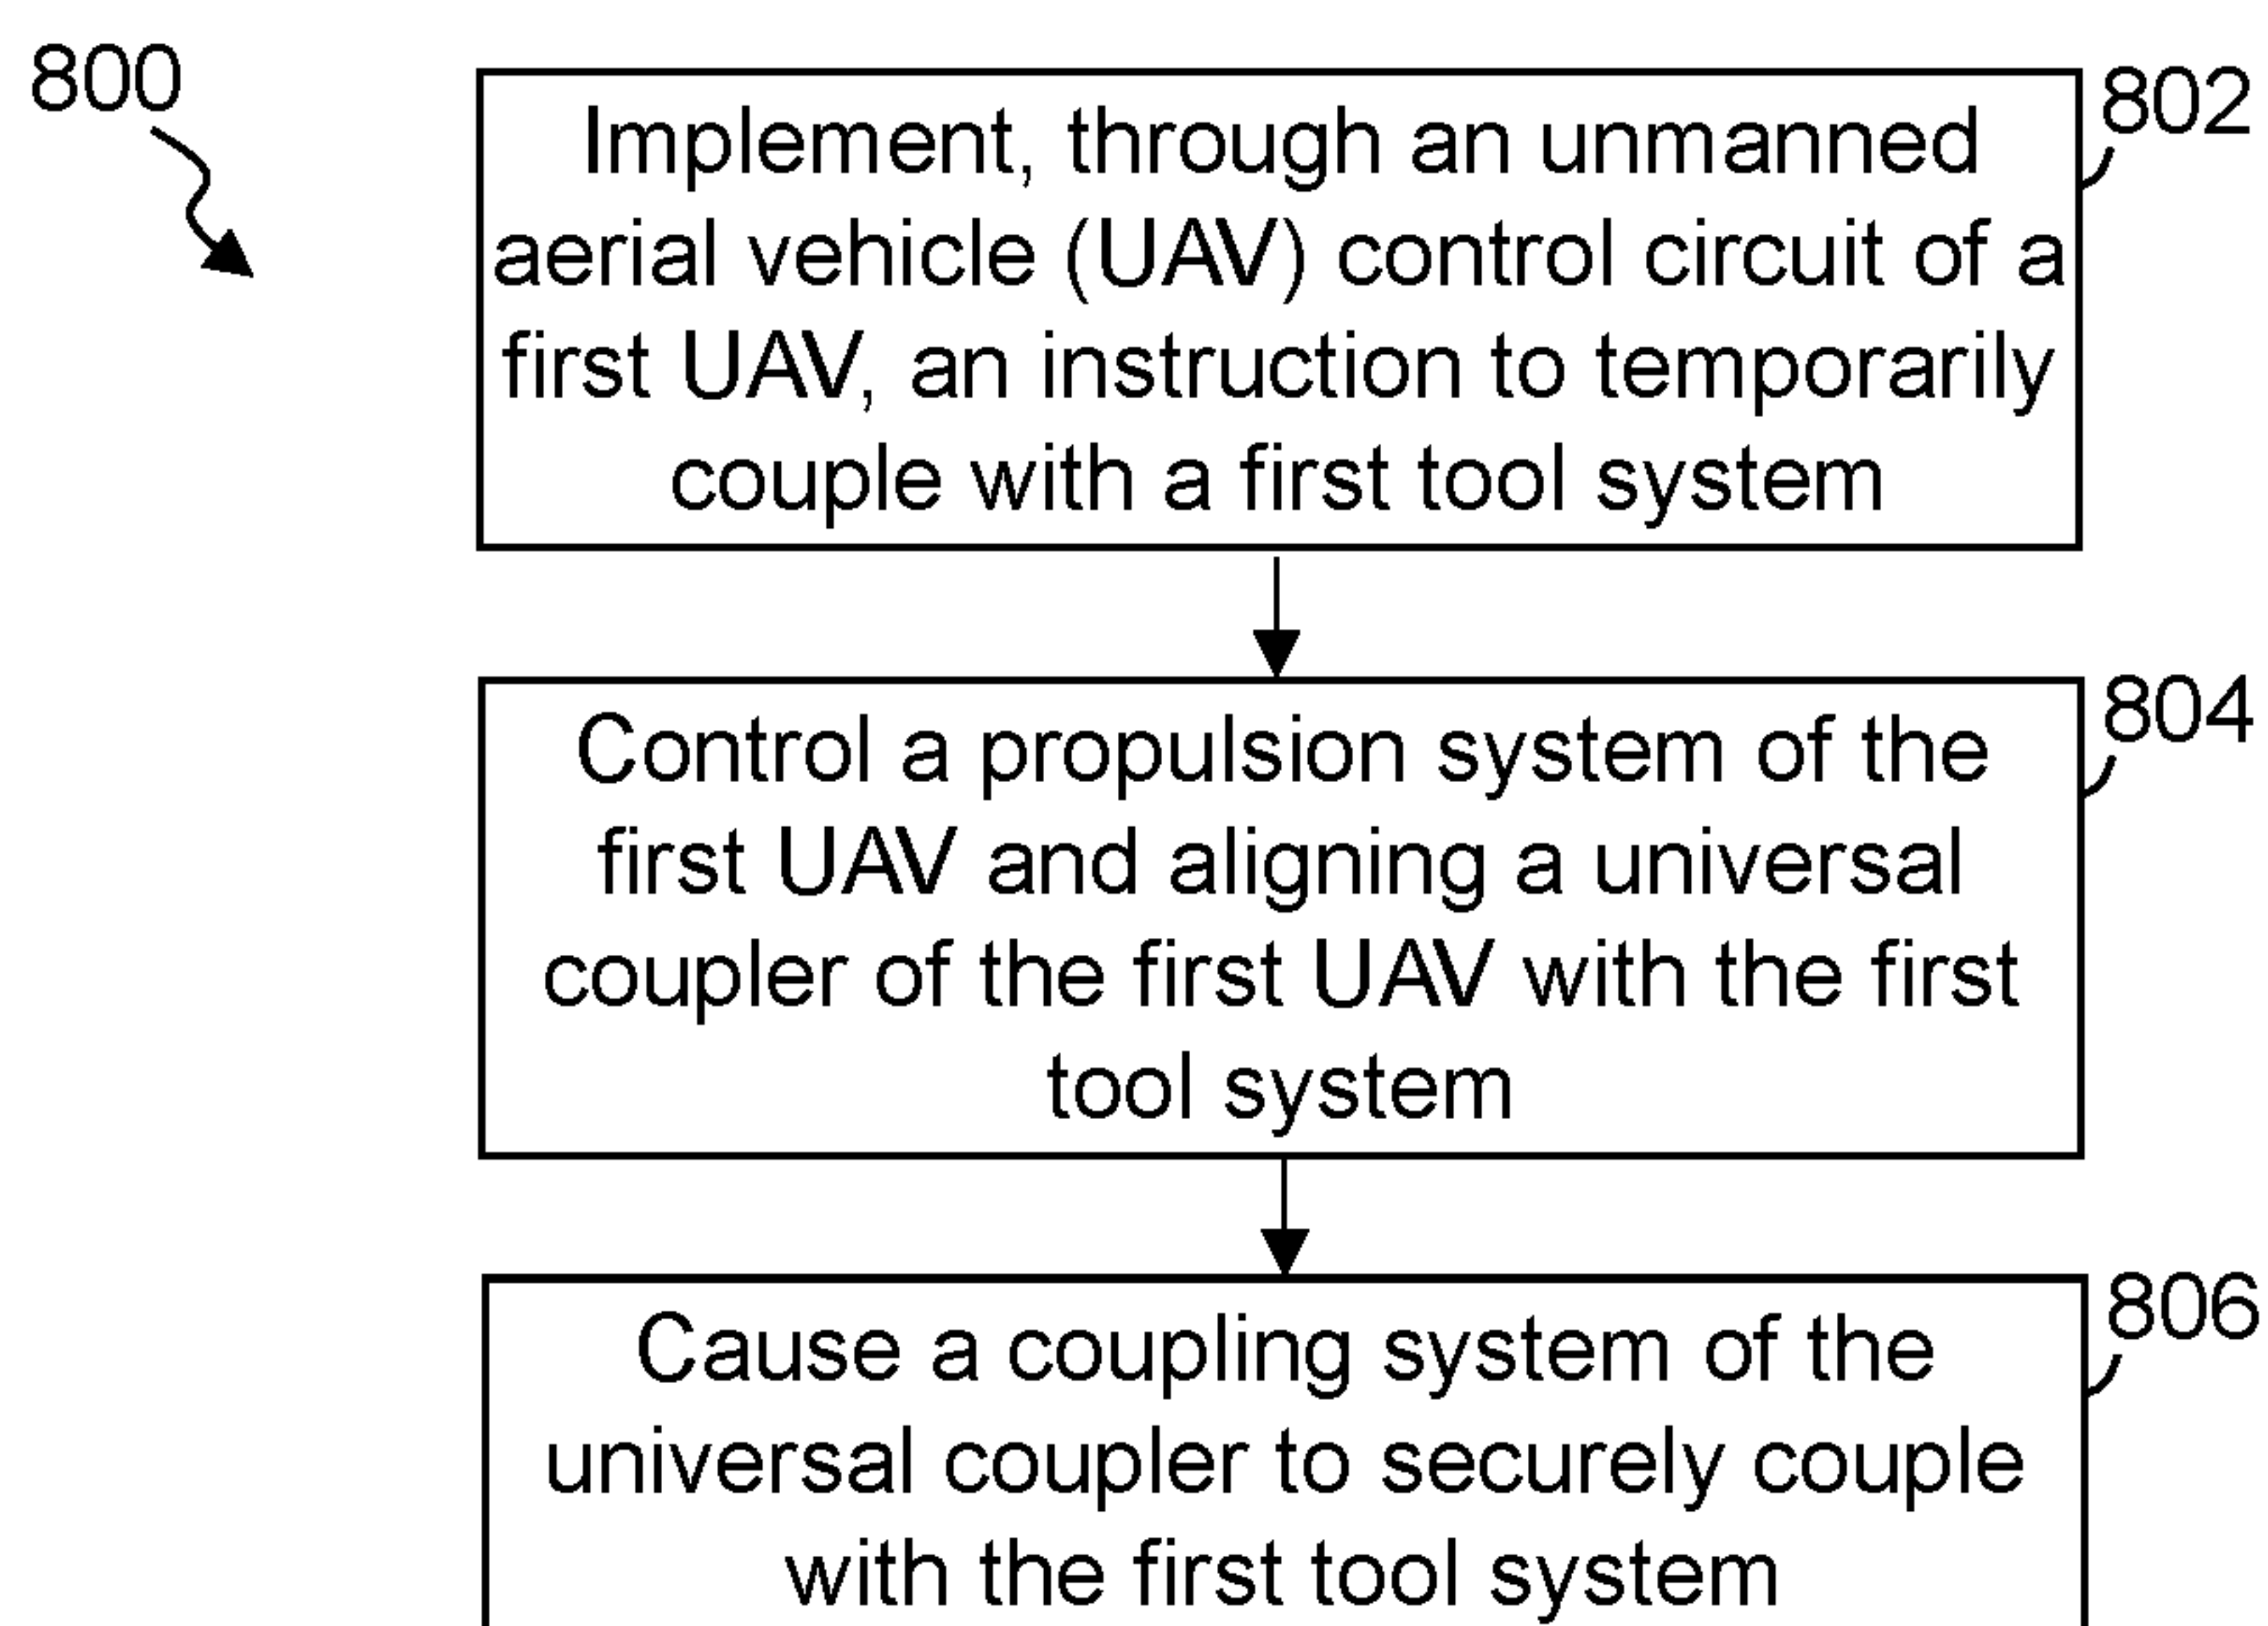 800
802
Implement, through an unmanned
aerial vehicle (UAV) control circuit of a
first UAV, an instruction to temporarily
couple with a first tool system
804
Control a propulsion system of the
first UAV and aligning a universal
coupler of the first UAV with the first
tool system
806
Cause a coupling system of the
universal coupler to securely couple
with the first tool system